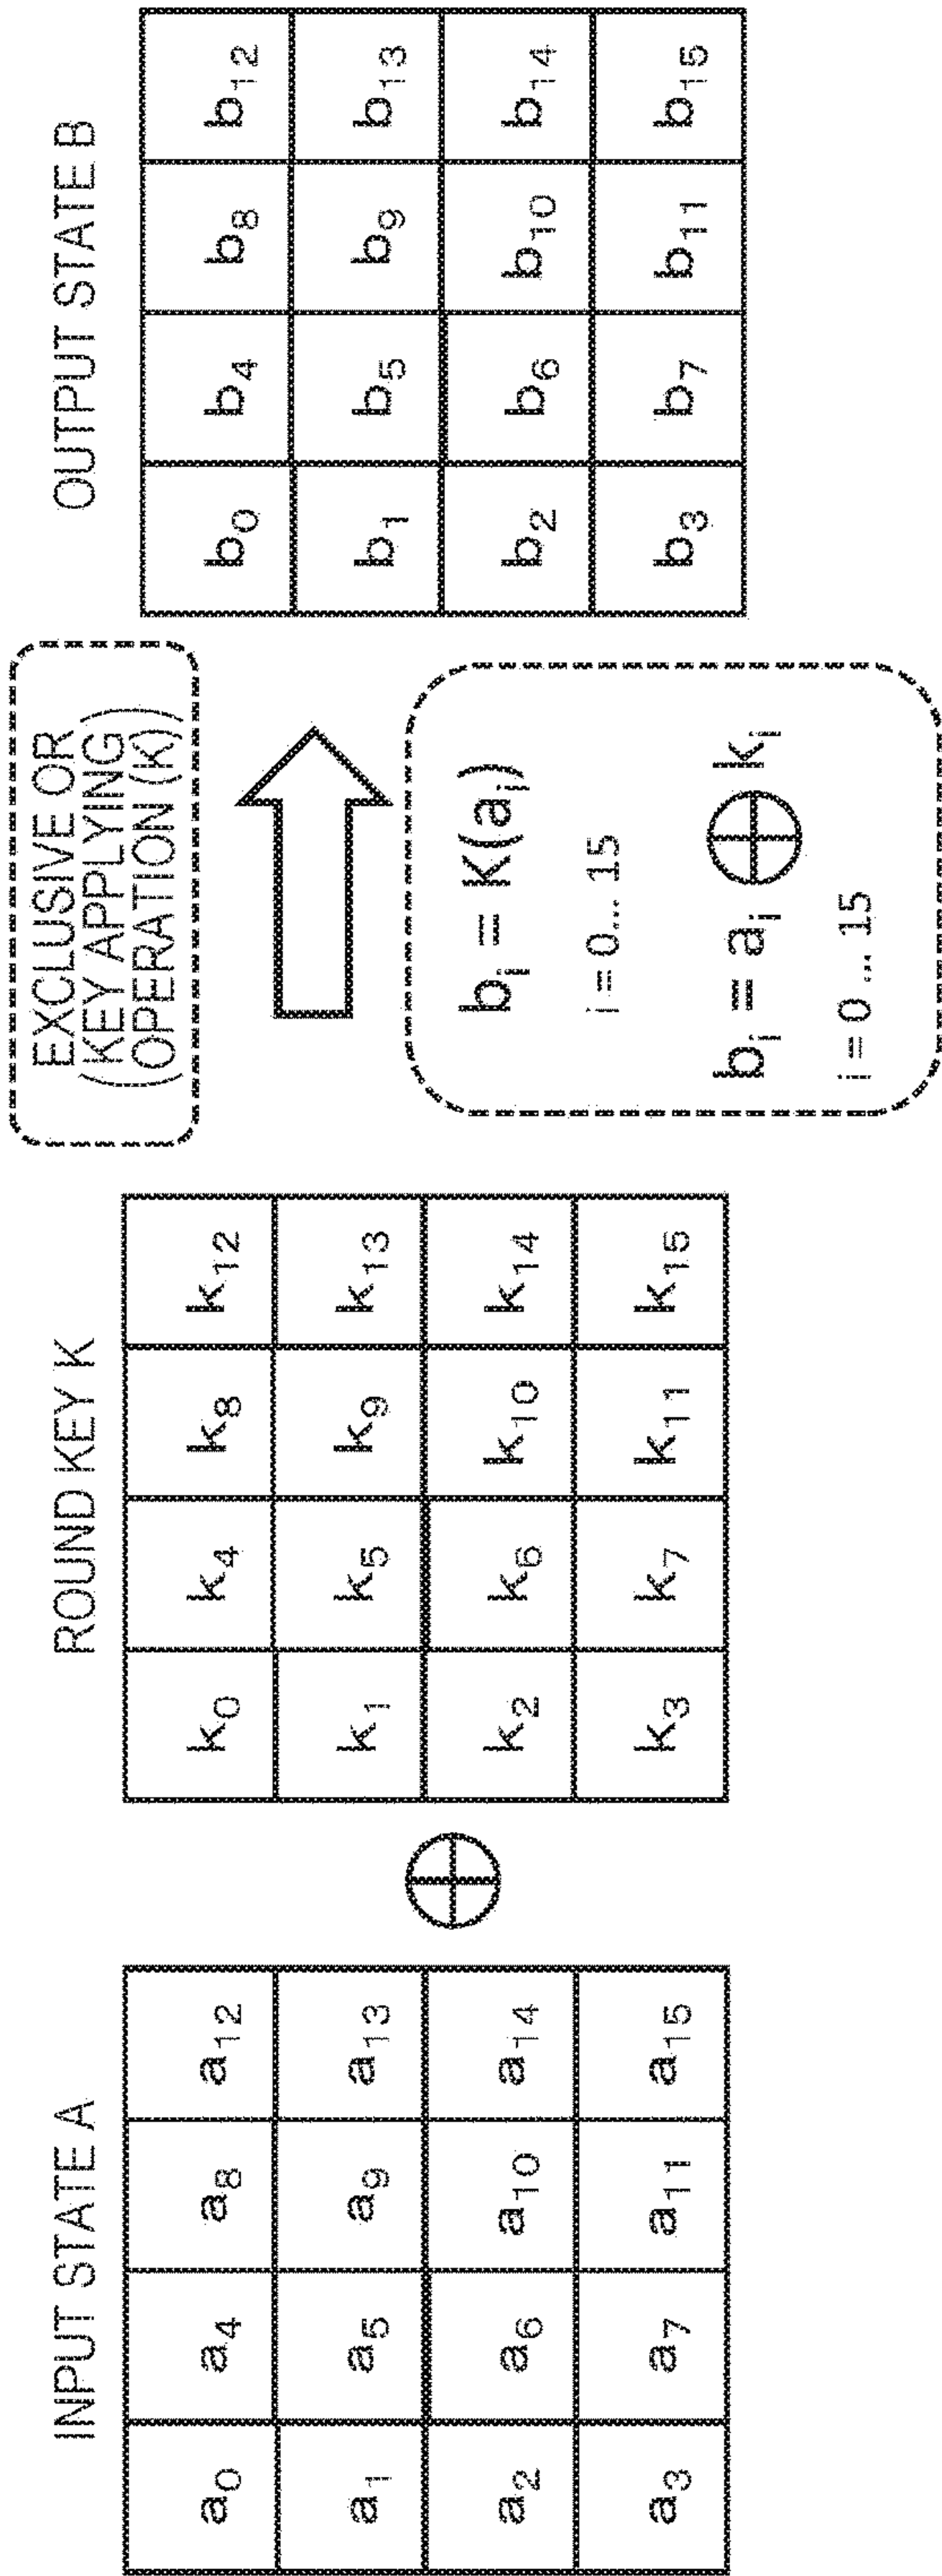 INPUT STATE A
a0 a4 a8 a12
a1 a5 a9 a13
a2 a6 a10 a14
a3 a7 a11 a15
ROUND KEY K
k0 k4 k8 k12
k1 k5 k9 k13
k2 k6 k10 k14
k3 k7 k11 k15
EXCLUSIVE OR
(KEY APPLYING
OPERATION (K))
bi = K(ai)
i = 0... 15
bi = ai ⊕ ki
i = 0 ... 15
OUTPUT STATE B
b0 b4 b8 b12
b1 b5 b9 b13
b2 b6 b10 b14
b3 b7 b11 b15